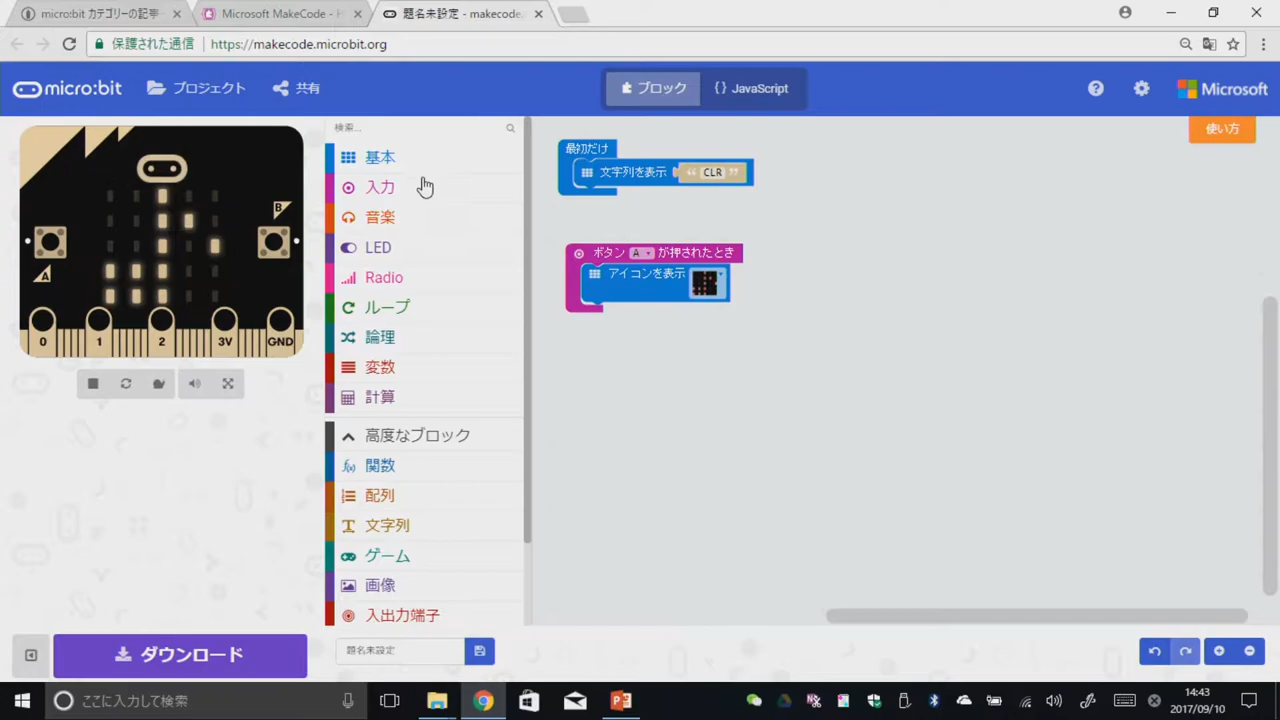 micro:bit カテゴリーの記事
Microsoft MakeCode - H
題名未設定 - makecode.
保護された通信
https://makecode.microbit.org
micro:bit
プロジェクト
共有
ブロック
{} JavaScript
Microsoft
使い方
検索...
基本
入力
音楽
LED
Radio
ループ
論理
変数
計算
高度なブロック
関数
配列
文字列
ゲーム
画像
入出力端子
最初だけ
文字列を表示 “ CLR ”
ボタン A が押されたとき
アイコンを表示
B
A
0 1 2 3V GND
ダウンロード
題名未設定
ここに入力して検索
14:43
2017/09/10